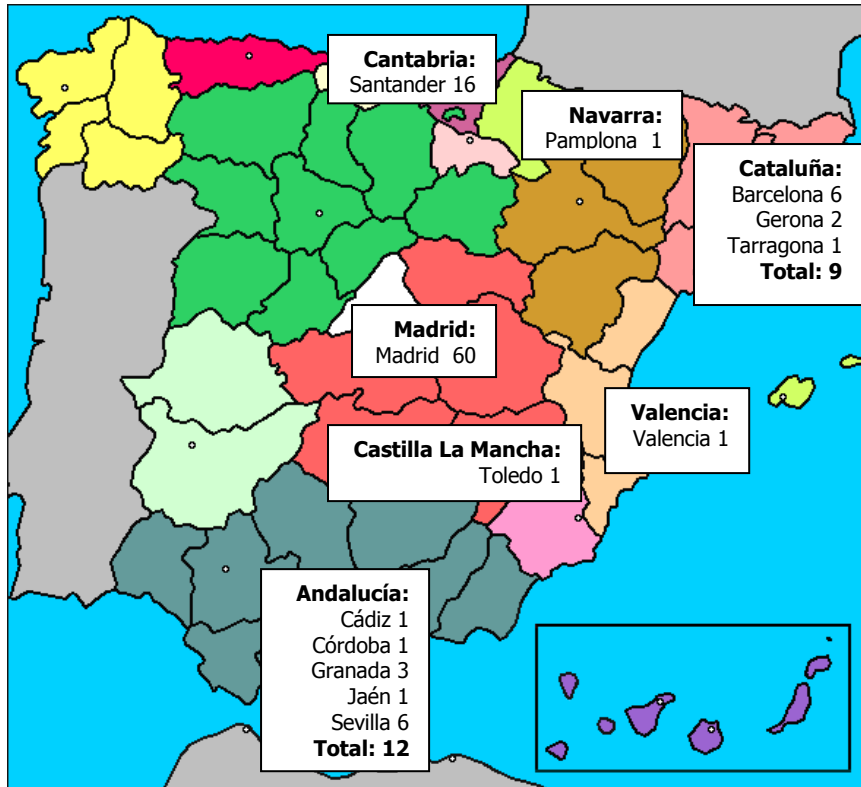 Cantabria:
Santander 16
Navarra:
Pamplona 1
Cataluña:
Barcelona 6
Gerona 2
Tarragona 1
Total: 9
Madrid:
Madrid 60
Valencia:
Valencia 1
Castilla La Mancha:
Toledo 1
Andalucía:
Cádiz 1
Córdoba 1
Granada 3
Jaén 1
Sevilla 6
Total: 12